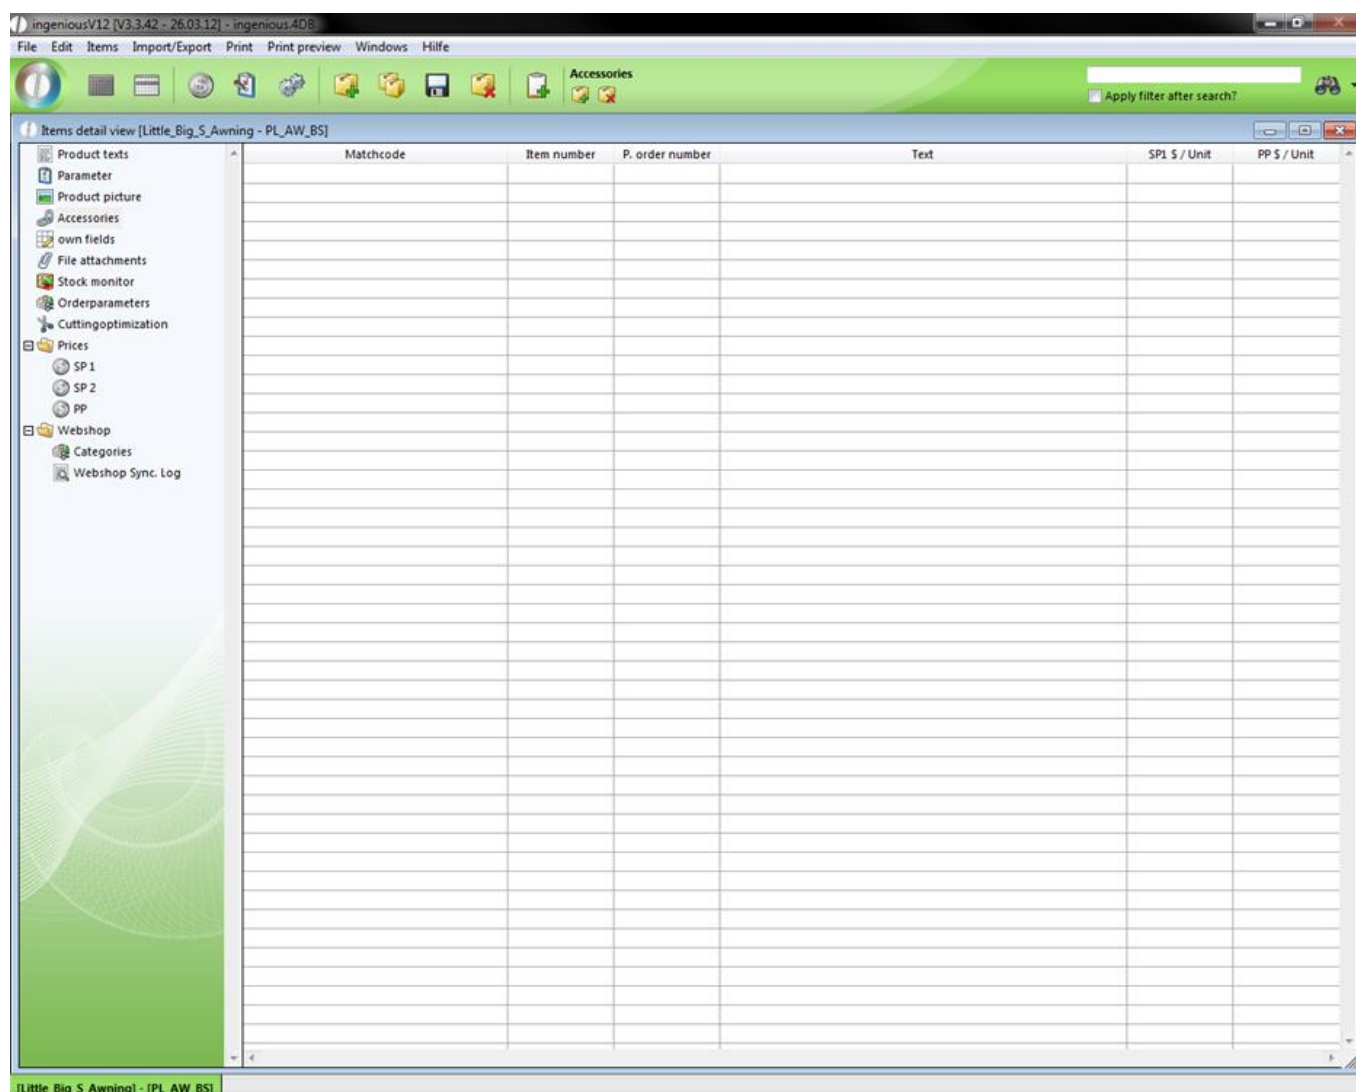 ingeniousV12 [V3.3.42 - 26.03.12] - ingenious.4DB
File Edit Items Import/Export Print Print preview Windows Hilfe
Accessories
Apply filter after search?
Items detail view [Little_Big_S_Awning - PL_AW_BS]
Matchcode Item number P. order number Text SP1 $ / Unit PP $ / Unit
Product texts
Parameter
Product picture
Accessories
own fields
File attachments
Stock monitor
Orderparameters
Cuttingoptimization
Prices
SP 1
SP 2
PP
Webshop
Categories
Webshop Sync. Log
[Little_Big_S_Awning] - [PL_AW_BS]